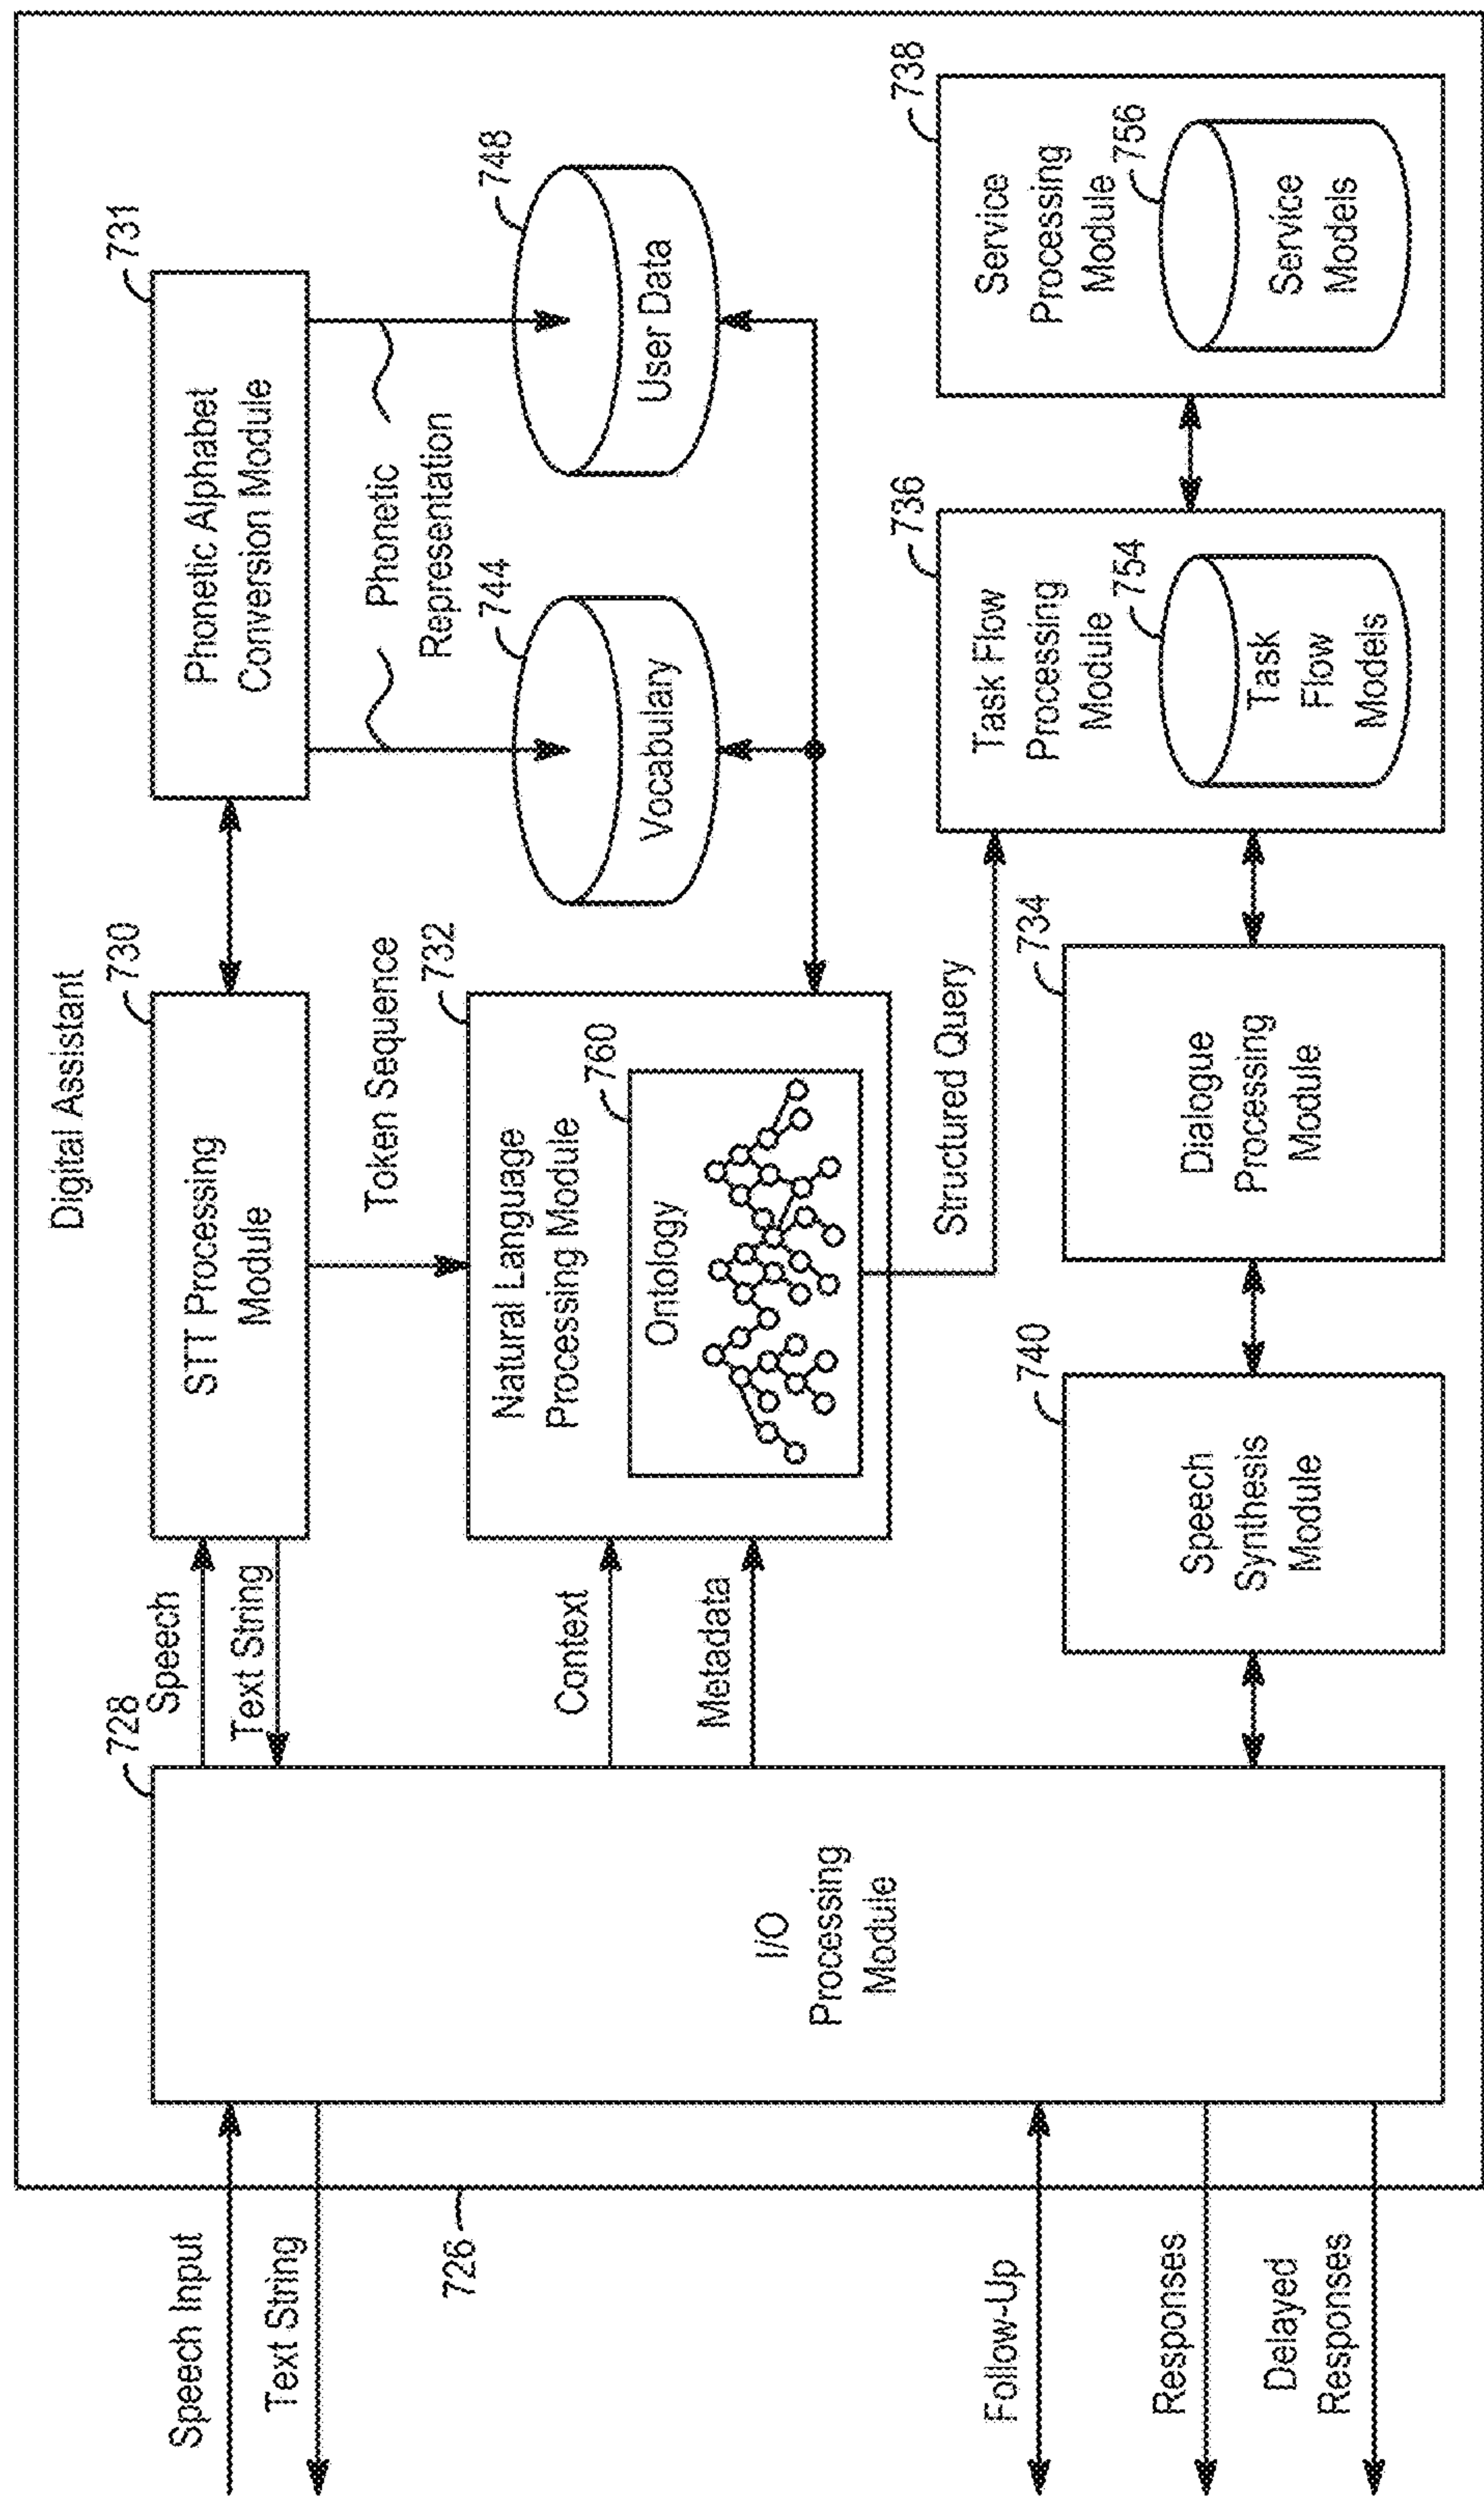 Digital Assistant
Speech Input
Text String
726
728
I/O
Processing
Module
Speech
Text String
Context
Metadata
730
STT Processing
Module
731
Phonetic Alphabet
Conversion Module
Token Sequence
Phonetic
Representation
732
Natural Language
Processing Module
760
Ontology
744
Vocabulary
748
User Data
Structured Query
Follow-Up
Responses
Delayed
Responses
740
Speech
Synthesis
Module
734
Dialogue
Processing
Module
736
Task Flow
Processing
Module
754
Task
Flow
Models
738
Service
Processing
Module
756
Service
Models